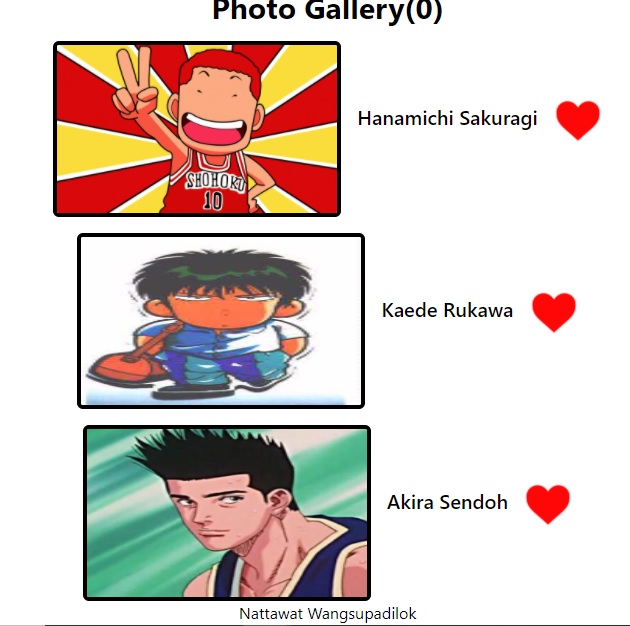 Photo Gallery(0)
SHOHOKU
10
Hanamichi Sakuragi
Kaede Rukawa
Akira Sendoh
Nattawat Wangsupadilok